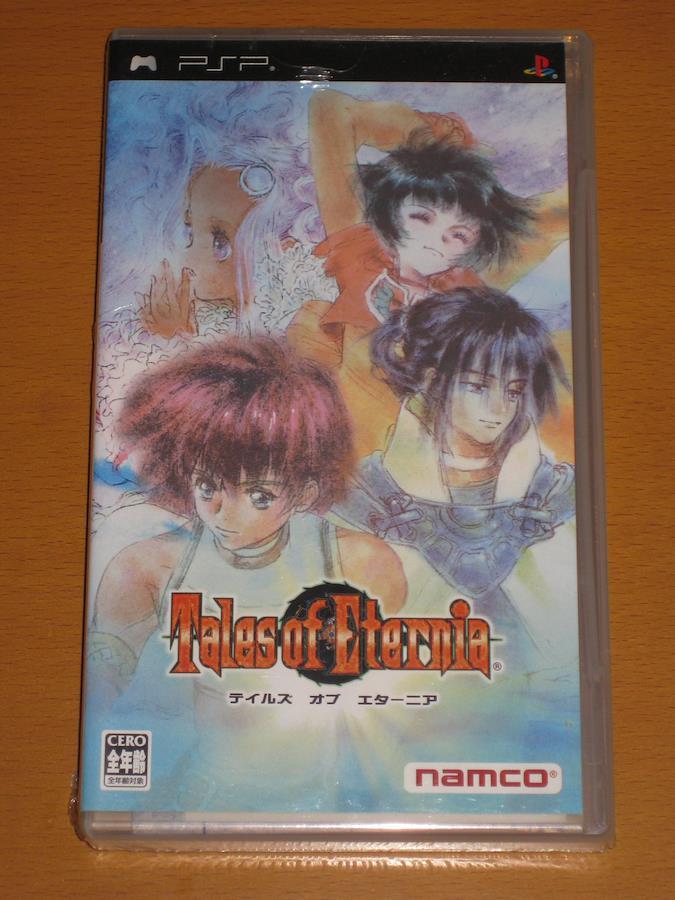 PSP
Tales of Eternia®
テイルズ オブ エターニア
CERO
全年齢
全年齢対象
namco®